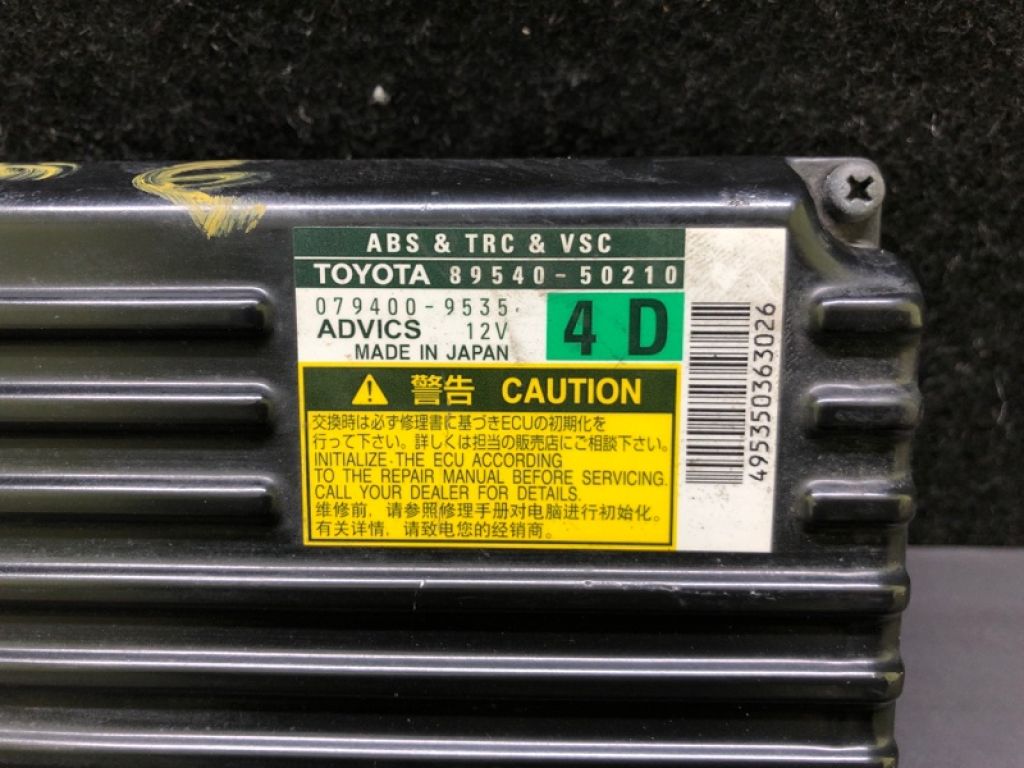 ABS & TRC & VSC
TOYOTA 89540-50210
079400-9535
ADVICS 12V
MADE IN JAPAN
4D
警告 CAUTION
交換時は必ず修理書に基づきECUの初期化を
行って下さい。詳しくは担当の販売店にご相談下さい。
INITIALIZE THE ECU ACCORDING
TO THE REPAIR MANUAL BEFORE SERVICING.
CALL YOUR DEALER FOR DETAILS.
维修前，请参照修理手册对电脑进行初始化。
有关详情，请致电您的经销商。
495350363026